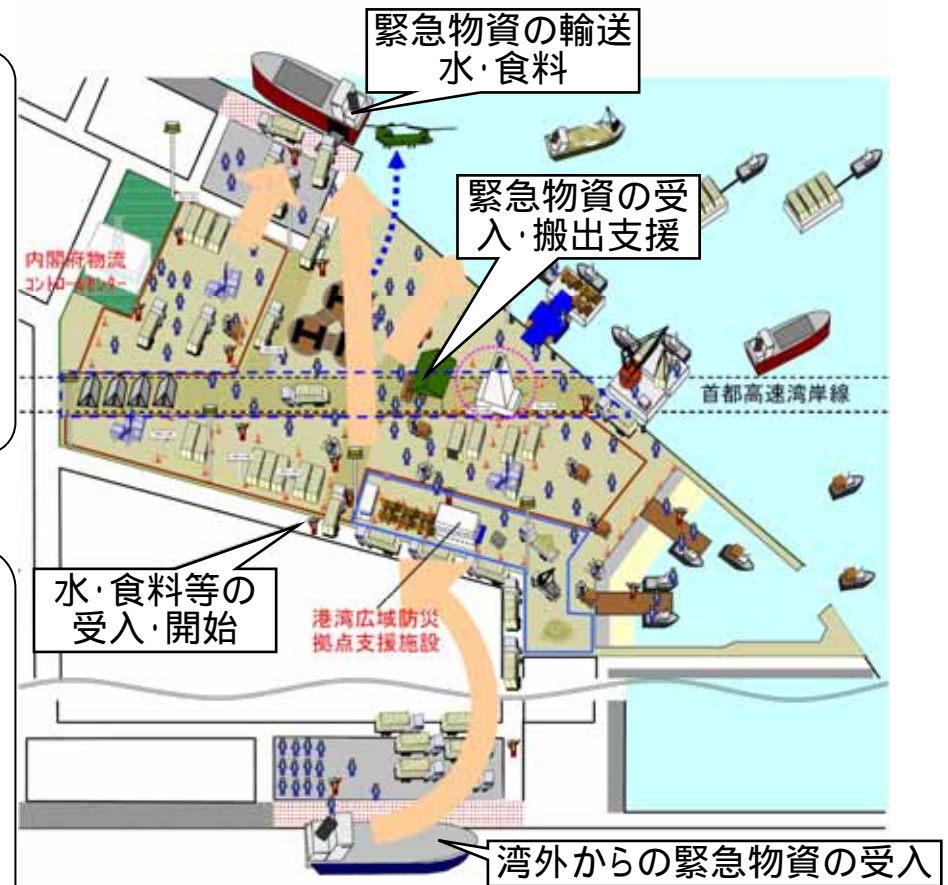 緊急物資の輸送
水・食料
緊急物資の受
入・搬出支援
内閣府物流
コントロールセンター
首都高速湾岸線
水・食料等の
受入・開始
港湾広域防災
拠点支援施設
湾外からの緊急物資の受入